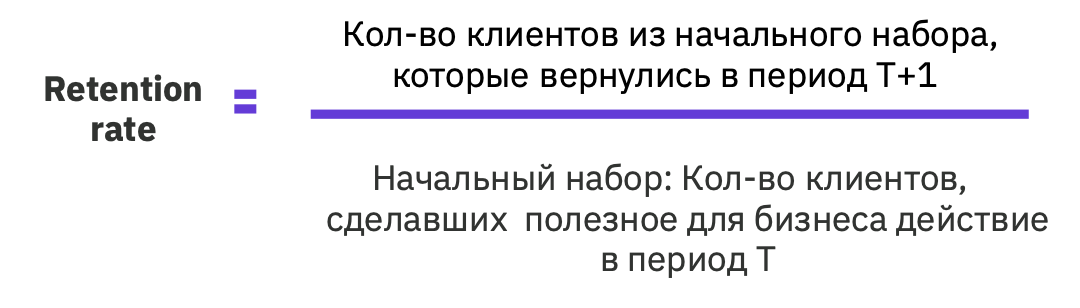 Retention
rate
=
Кол-во клиентов из начального набора,
которые вернулись в период T+1
Начальный набор: Кол-во клиентов,
сделавших  полезное для бизнеса действие
в период T